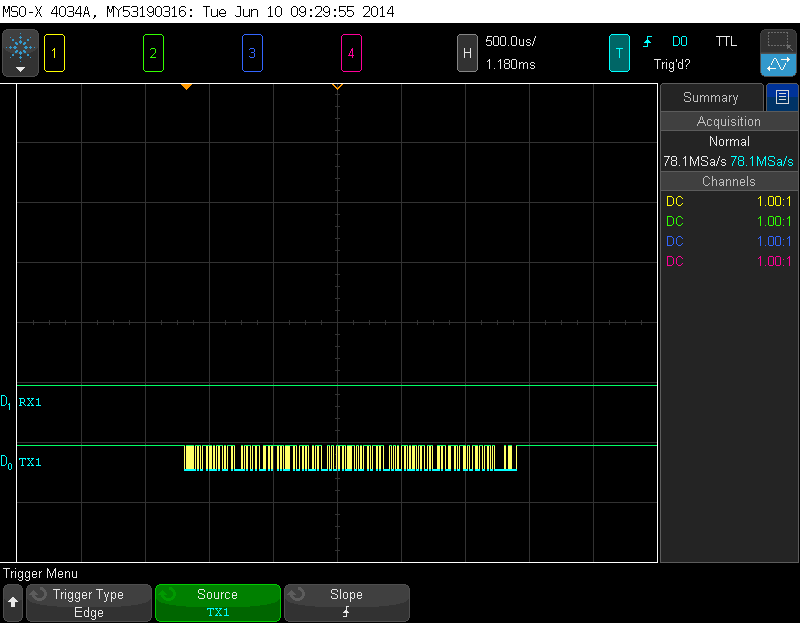 MSO-X 4034A, MY53190316: Tue Jun 10 09:29:55 2014
1 2 3 4 H 500.0us/ 1.180ms T D0 TTL Trig'd?
Summary
Acquisition
Normal
78.1MSa/s 78.1MSa/s
Channels
DC 1.00:1
DC 1.00:1
DC 1.00:1
DC 1.00:1
D1 RX1
D0 TX1
Trigger Menu
Trigger Type
Edge
Source
TX1
Slope